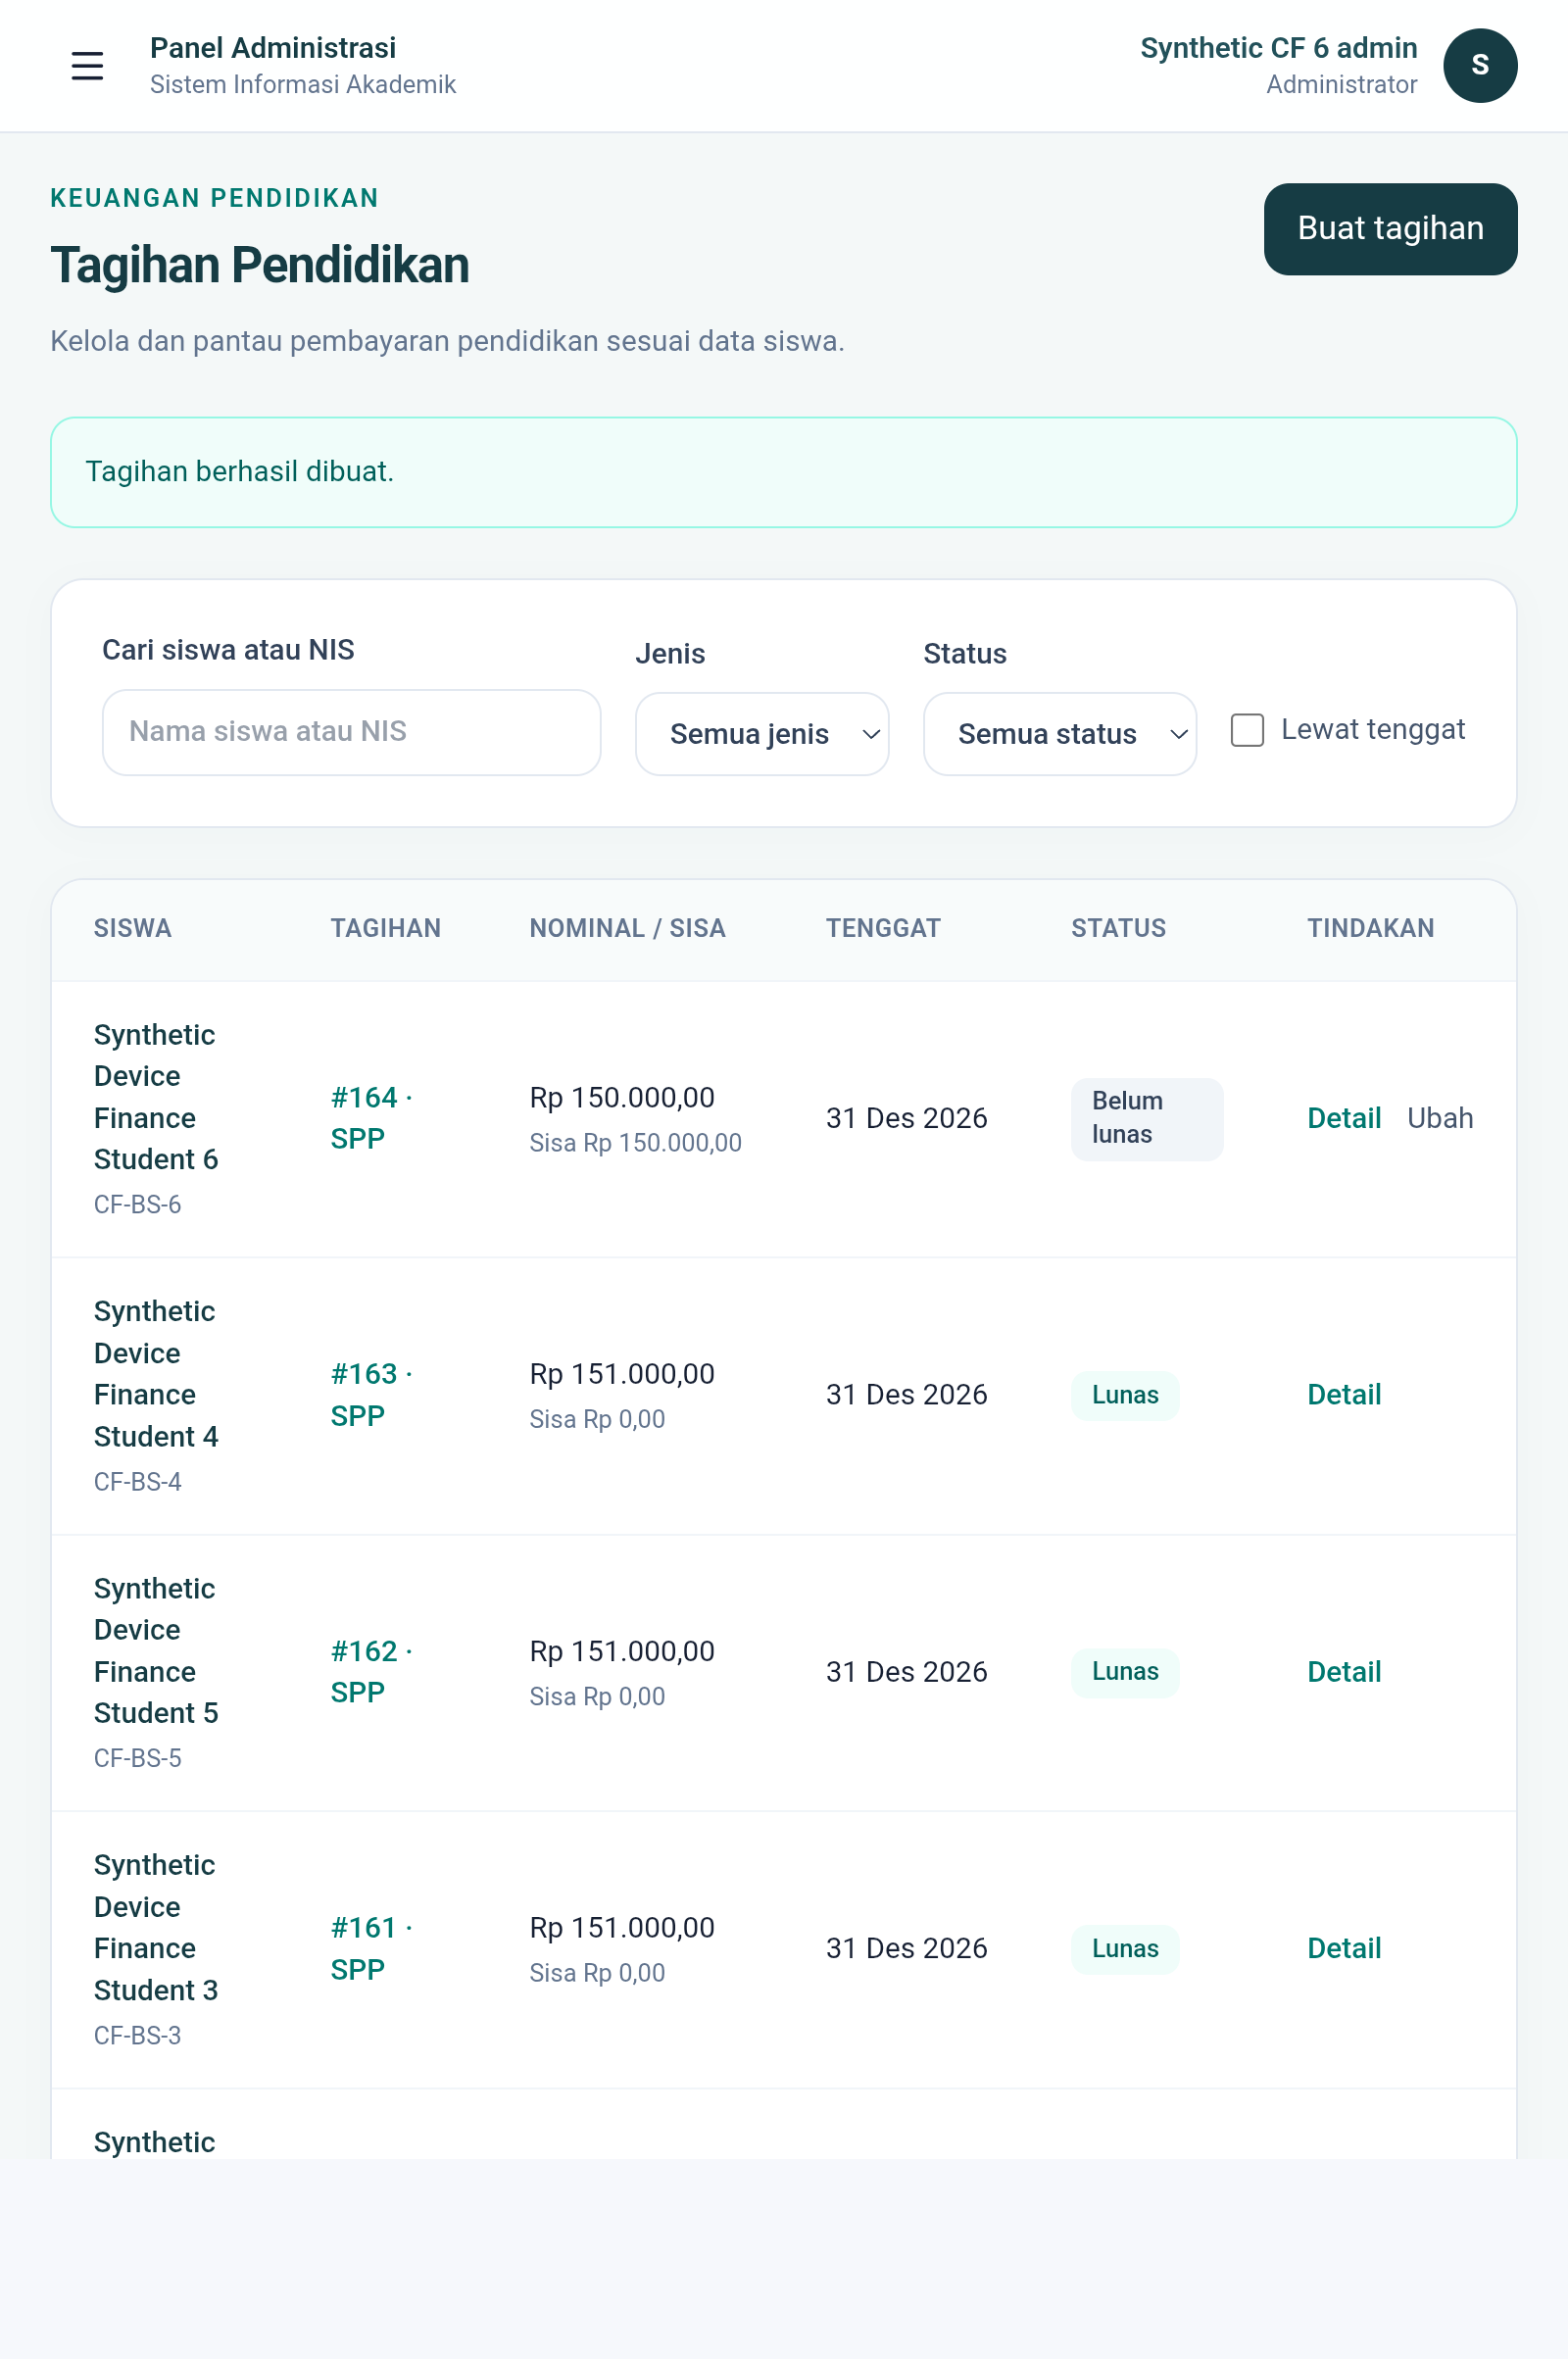 Panel Administrasi
Sistem Informasi Akademik
Synthetic CF 6 admin
Administrator
S
KEUANGAN PENDIDIKAN
Tagihan Pendidikan
Buat tagihan
Kelola dan pantau pembayaran pendidikan sesuai data siswa.
Tagihan berhasil dibuat.
Cari siswa atau NIS
Nama siswa atau NIS
Jenis
Semua jenis
Status
Semua status
Lewat tenggat
SISWA TAGIHAN NOMINAL / SISA TENGGAT STATUS TINDAKAN
Synthetic
Device
Finance
Student 6
CF-BS-6
#164 ·
SPP
Rp 150.000,00
Sisa Rp 150.000,00
31 Des 2026
Belum
lunas
Detail Ubah
Synthetic
Device
Finance
Student 4
CF-BS-4
#163 ·
SPP
Rp 151.000,00
Sisa Rp 0,00
31 Des 2026
Lunas
Detail
Synthetic
Device
Finance
Student 5
CF-BS-5
#162 ·
SPP
Rp 151.000,00
Sisa Rp 0,00
31 Des 2026
Lunas
Detail
Synthetic
Device
Finance
Student 3
CF-BS-3
#161 ·
SPP
Rp 151.000,00
Sisa Rp 0,00
31 Des 2026
Lunas
Detail
Synthetic